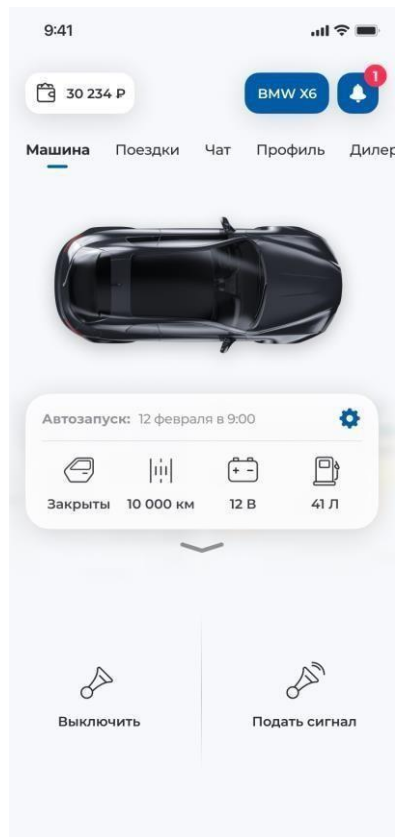 9:41
30 234 ₽
BMW X6
1
Машина Поездки Чат Профиль Дилер
Автозапуск: 12 февраля в 9:00
Закрыты 10 000 км 12 В 41 Л
Выключить Подать сигнал